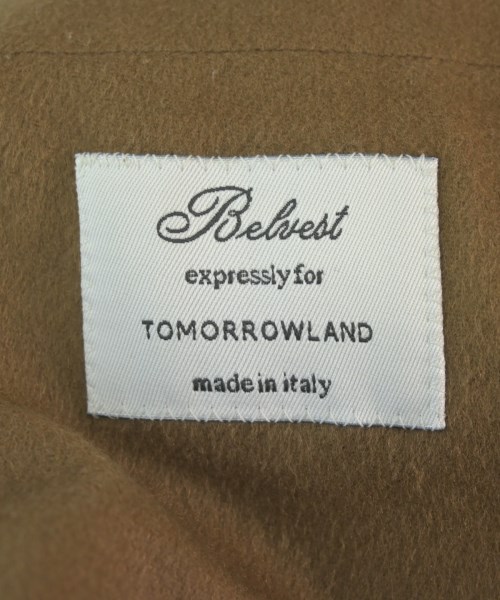 Belvest
expressly for
TOMORROWLAND
made in italy